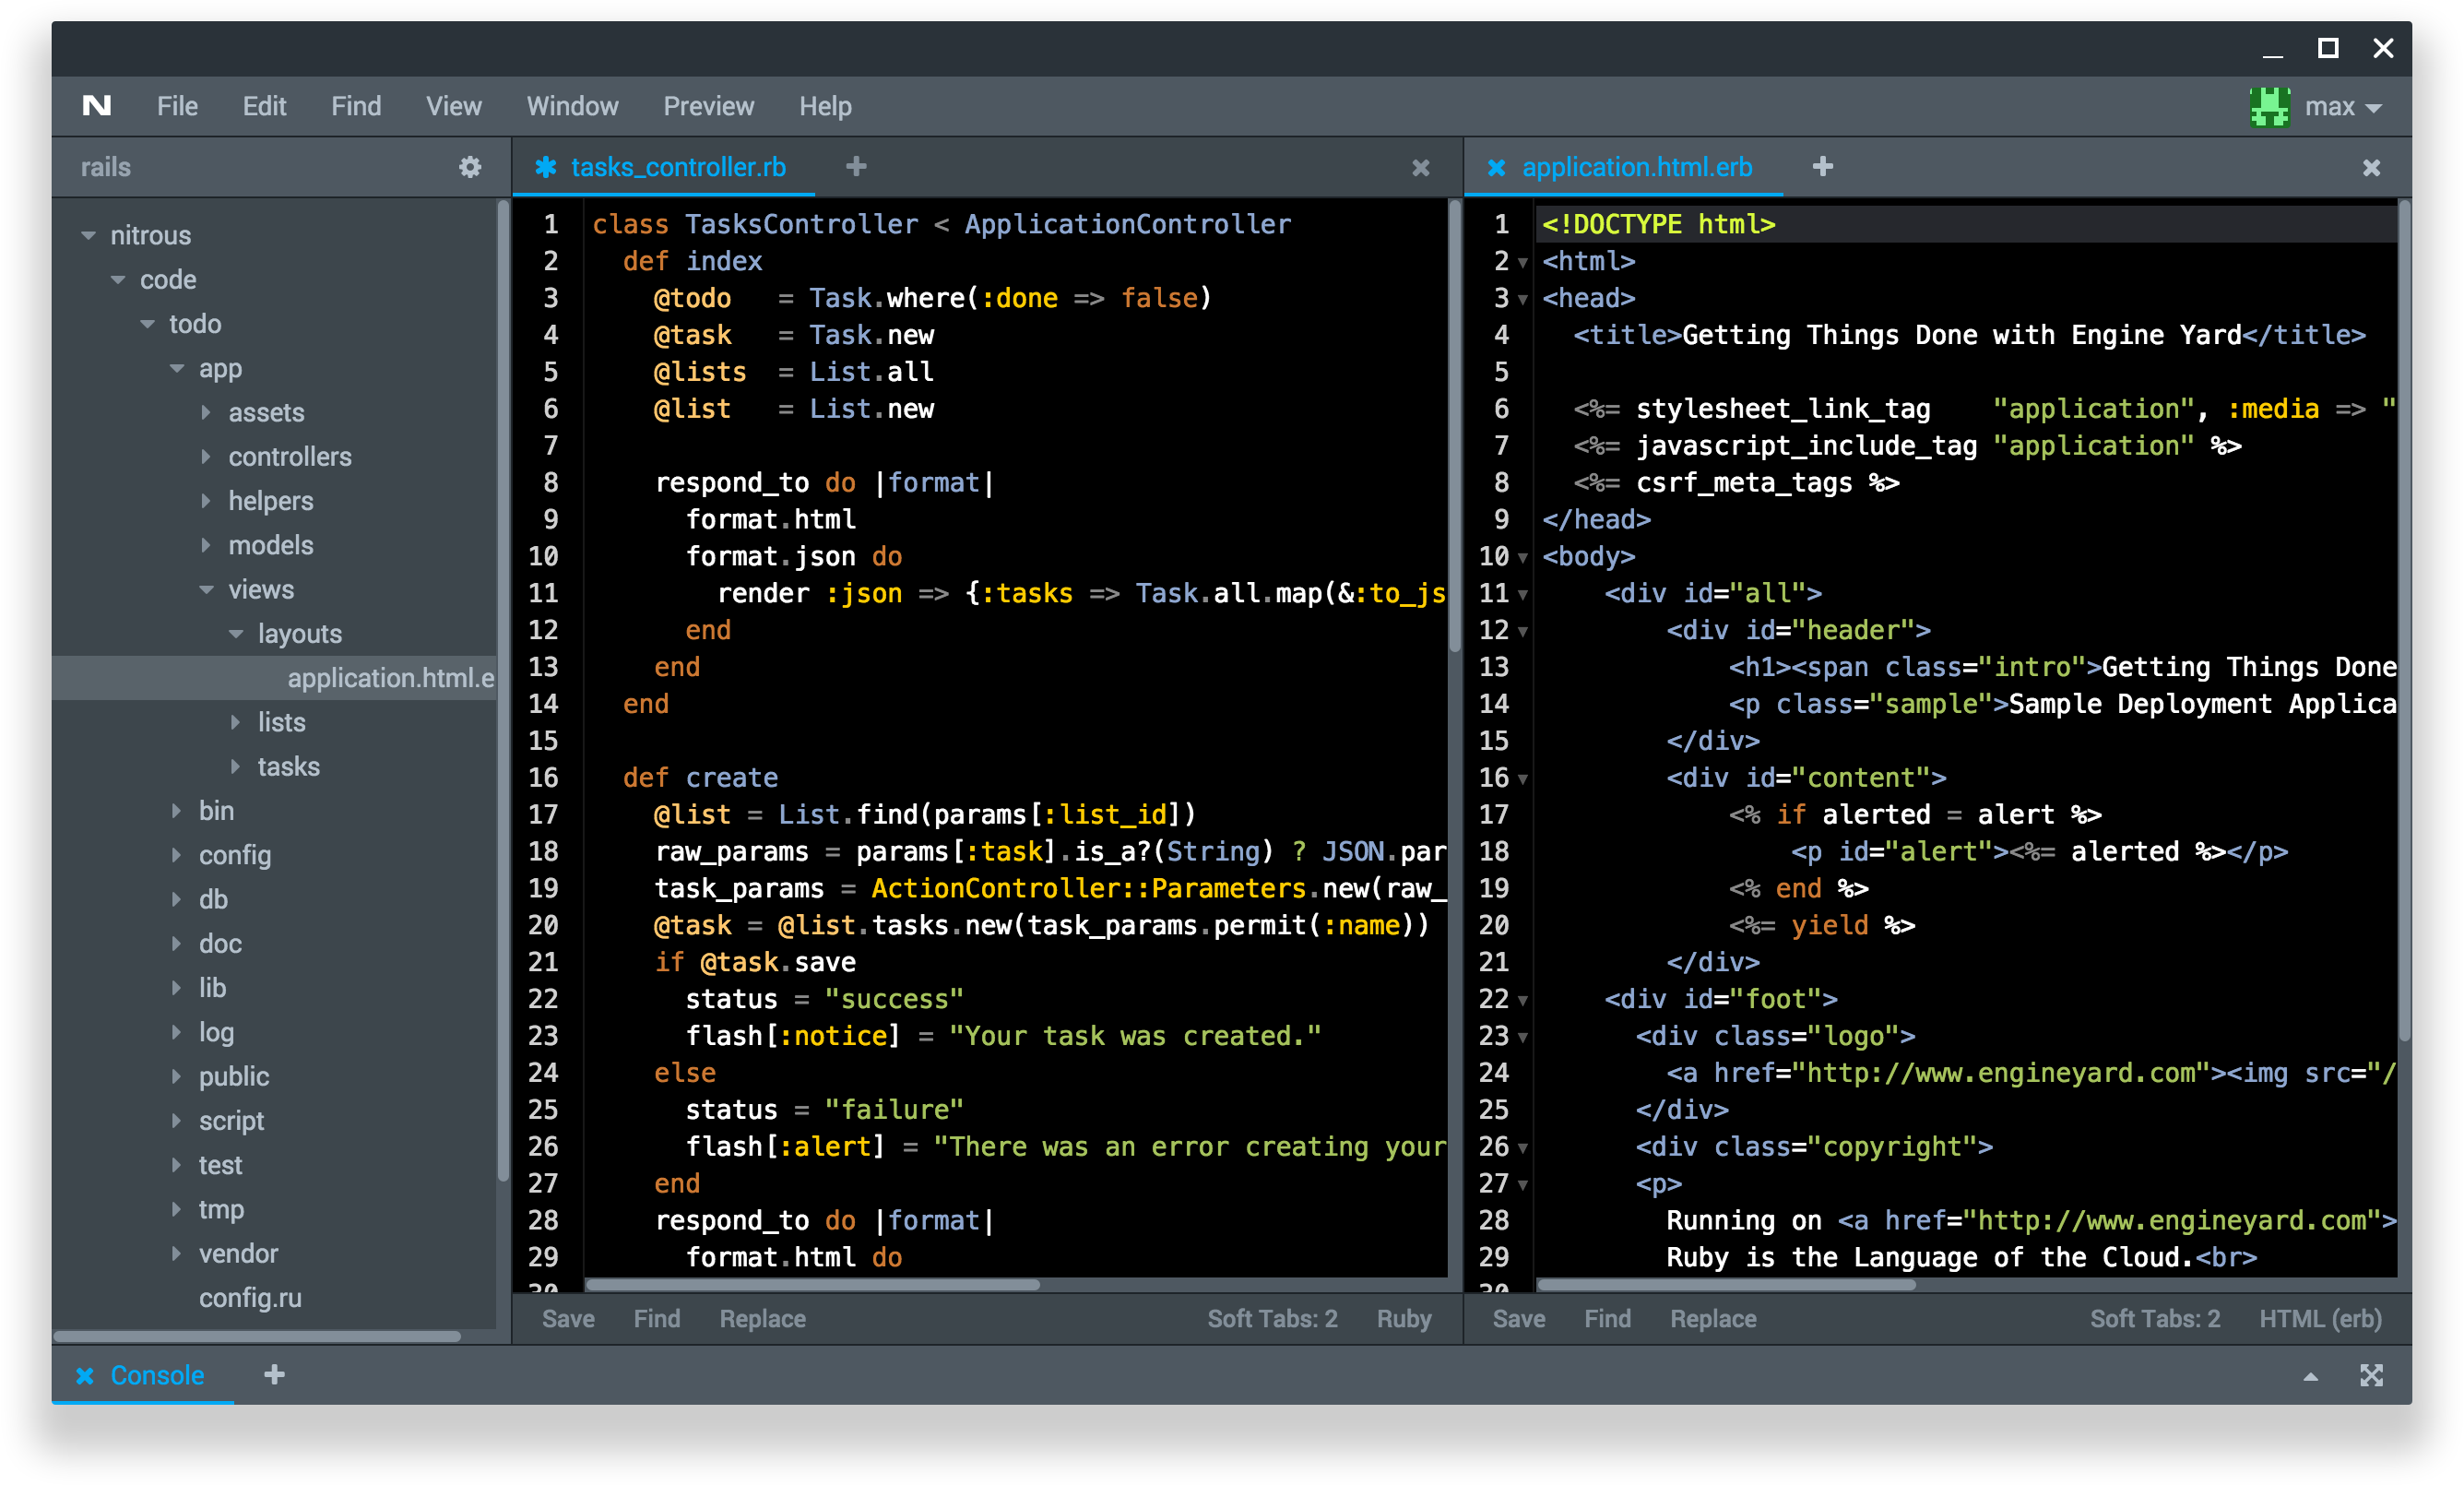 N File Edit Find View Window Preview Help max
rails
nitrous
code
todo
app
assets
controllers
helpers
models
views
layouts
application.html.e
lists
tasks
bin
config
db
doc
lib
log
public
script
test
tmp
vendor
config.ru
tasks_controller.rb
1 class TasksController < ApplicationController
2   def index
3     @todo   = Task.where(:done => false)
4     @task   = Task.new
5     @lists  = List.all
6     @list   = List.new
7
8     respond_to do |format|
9       format.html
10       format.json do
11         render :json => {:tasks => Task.all.map(&:to_js
12       end
13     end
14   end
15
16   def create
17     @list = List.find(params[:list_id])
18     raw_params = params[:task].is_a?(String) ? JSON.par
19     task_params = ActionController::Parameters.new(raw_
20     @task = @list.tasks.new(task_params.permit(:name))
21     if @task.save
22       status = "success"
23       flash[:notice] = "Your task was created."
24     else
25       status = "failure"
26       flash[:alert] = "There was an error creating your
27     end
28     respond_to do |format|
29       format.html do
30
Save Find Replace Soft Tabs: 2 Ruby
application.html.erb
1 <!DOCTYPE html>
2 <html>
3 <head>
4   <title>Getting Things Done with Engine Yard</title>
5
6   <%= stylesheet_link_tag    "application", :media => "
7   <%= javascript_include_tag "application" %>
8   <%= csrf_meta_tags %>
9 </head>
10 <body>
11     <div id="all">
12         <div id="header">
13             <h1><span class="intro">Getting Things Done
14             <p class="sample">Sample Deployment Applica
15         </div>
16         <div id="content">
17             <% if alerted = alert %>
18                 <p id="alert"><%= alerted %></p>
19             <% end %>
20             <%= yield %>
21         </div>
22     <div id="foot">
23       <div class="logo">
24         <a href="http://www.engineyard.com"><img src="/
25       </div>
26       <div class="copyright">
27       <p>
28         Running on <a href="http://www.engineyard.com">
29         Ruby is the Language of the Cloud.<br>
30
Save Find Replace Soft Tabs: 2 HTML (erb)
Console